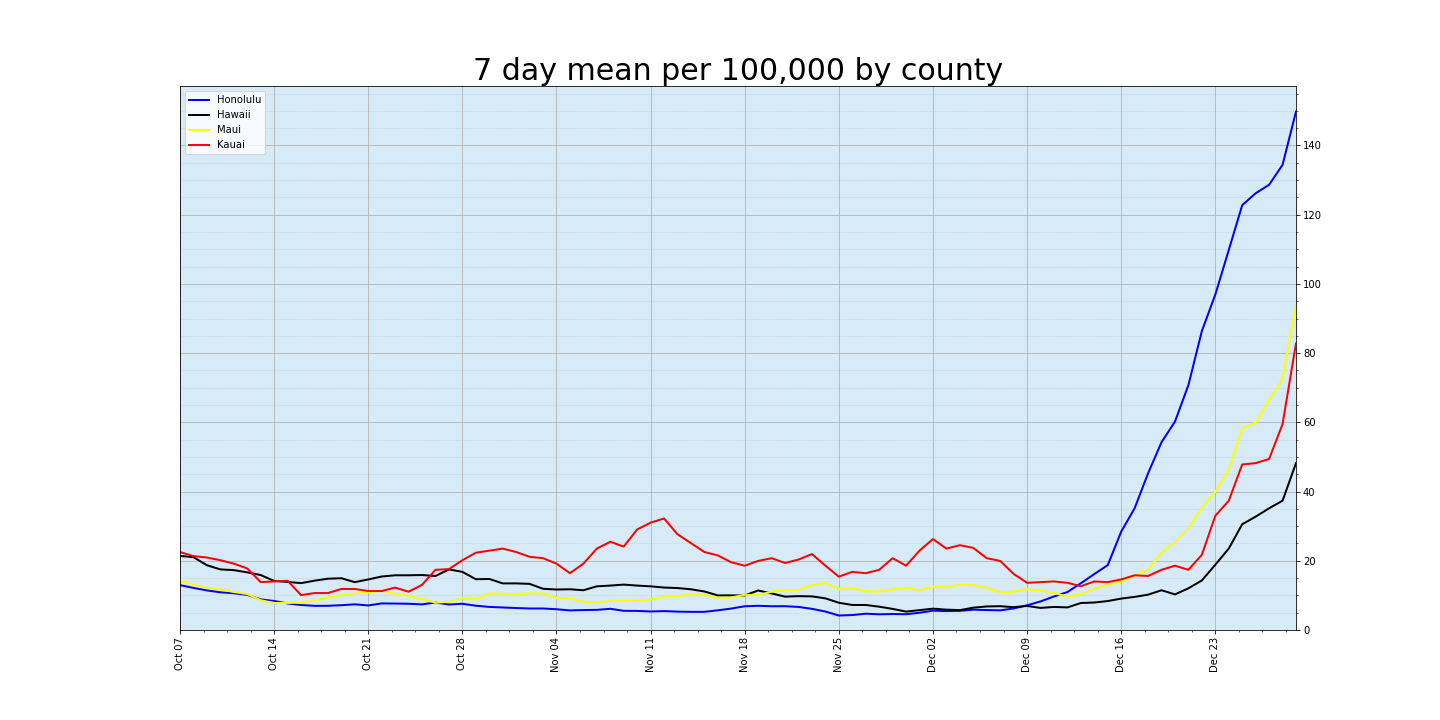 7 day mean per 100,000 by county
Honolulu
Hawaii
Maui
Kauai
140
120
100
80
60
40
20
0
Oct 07
Oct 14
Oct 21
Oct 28
Nov 04
Nov 11
Nov 18
Nov 25
Dec 02
Dec 09
Dec 16
Dec 23